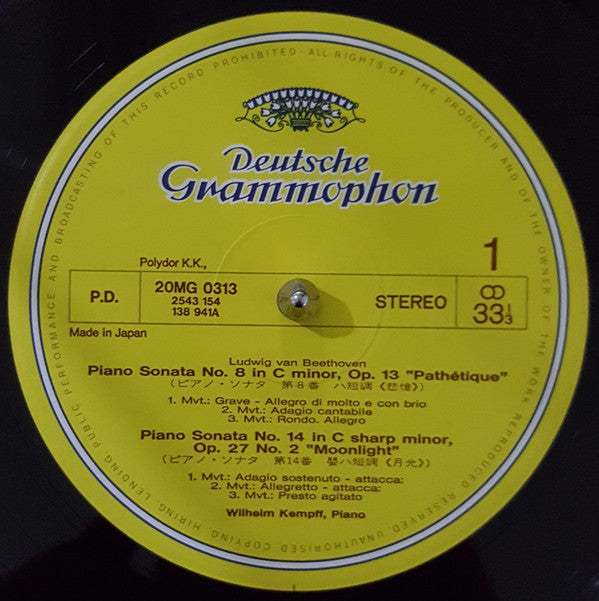 ALL RIGHTS OF THE PRODUCER AND OF THE OWNER OF THE WORK REPRODUCED RESERVED. UNAUTHORISED COPYING, HIRING, LENDING, PUBLIC PERFORMANCE AND BROADCASTING OF THIS RECORD PROHIBITED ·
Deutsche
Grammophon
Polydor K.K.,
1
P.D.
20MG 0313
2543 154
138 941A
STEREO
33 1/3
Made in Japan
Ludwig van Beethoven
Piano Sonata No. 8 in C minor, Op. 13 "Pathétique"
(ピアノ・ソナタ 第8番 ハ短調《悲愴》)
1. Mvt.: Grave - Allegro di molto e con brio
2. Mvt.: Adagio cantabile
3. Mvt.: Rondo. Allegro
Piano Sonata No. 14 in C sharp minor,
Op. 27 No. 2 "Moonlight"
(ピアノ・ソナタ 第14番 嬰ハ短調《月光》)
1. Mvt.: Adagio sostenuto - attacca:
2. Mvt.: Allegretto - attacca:
3. Mvt.: Presto agitato
Wilhelm Kempff, Piano